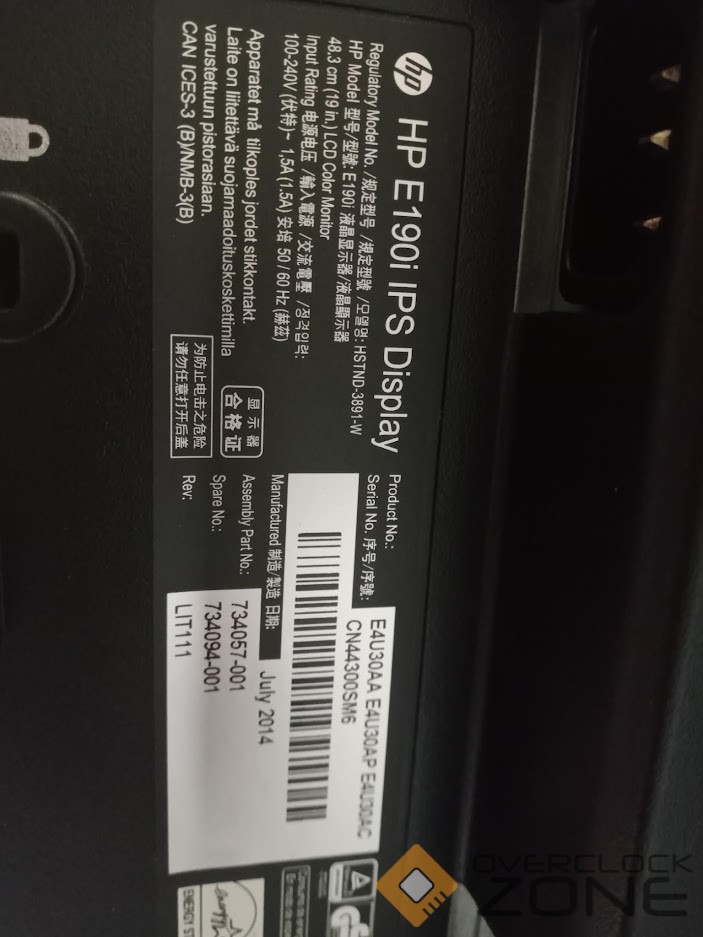 hp HP E190i IPS Display
Regulatory Model No. /规定型号 /規定型號 /모델명: HSTND-3891-W
HP Model 型号/型號: E190i 液晶显示器/液晶顯示器
48,3 cm (19 in.) LCD Color Monitor
Input Rating 电源电压 /輸入電源 /交流電壓 /정격입력:
100-240V (伏特)~ 1,5A (1.5A) 安培 50 / 60 Hz (赫兹)
Apparatet må tilkoples jordet stikkontakt.
Laite on liitettävä suojamaadoituskoskettimilla
varustettuun pistorasiaan.
CAN ICES-3 (B)/NMB-3(B)
显示器
合格证
为防止电击之危险
请勿任意打开后盖
Product No.: E4U30AA E4U30AP E4U30AC
Serial No. 序号/序號: CN44300SM6
Manufactured 制造/製造 日期: July 2014
Assembly Part No.: 734057-001
Spare No.: 734094-001
Rev: LIT111
energy
ENERGY ST
OVERCLOCK
ZONE